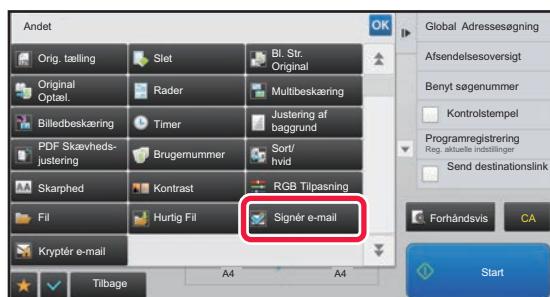 Andet
OK
Orig. tælling
Slet
Bl. Str.
Original
Original
Optæl.
Rader
Multibeskæring
Billedbeskæring
Timer
Justering af
baggrund
PDF Skævheds-
justering
Brugernummer
Sort/
hvid
AA
Skarphed
Kontrast
RGB Tilpasning
Fil
Hurtig Fil
Signér e-mail
Kryptér e-mail
Tilbage
A4
A4
Global Adressesøgning
Afsendelsesoversigt
Benyt søgenummer
Kontrolstempel
Programregistrering
Reg. aktuelle indstillinger
Send destinationslink
Forhåndsvis
CA
Start